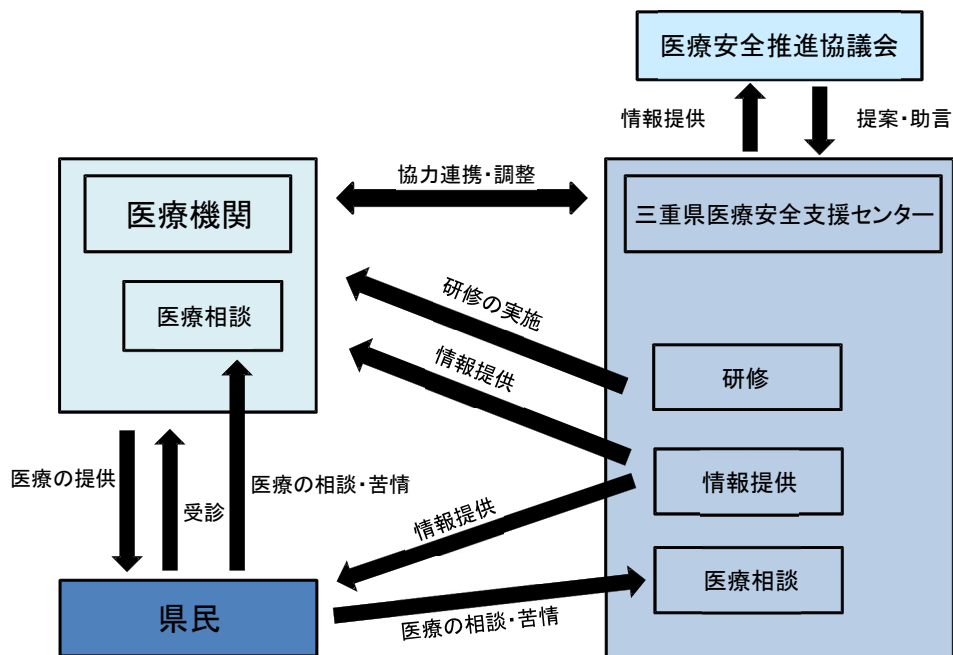 医療安全推進協議会
情報提供
提案・助言
協力連携・調整
医療機関
三重県医療安全支援センター
医療相談
研修の実施
情報提供
研修
医療の提供
受診
医療の相談・苦情
情報提供
情報提供
医療相談
県民
医療の相談・苦情